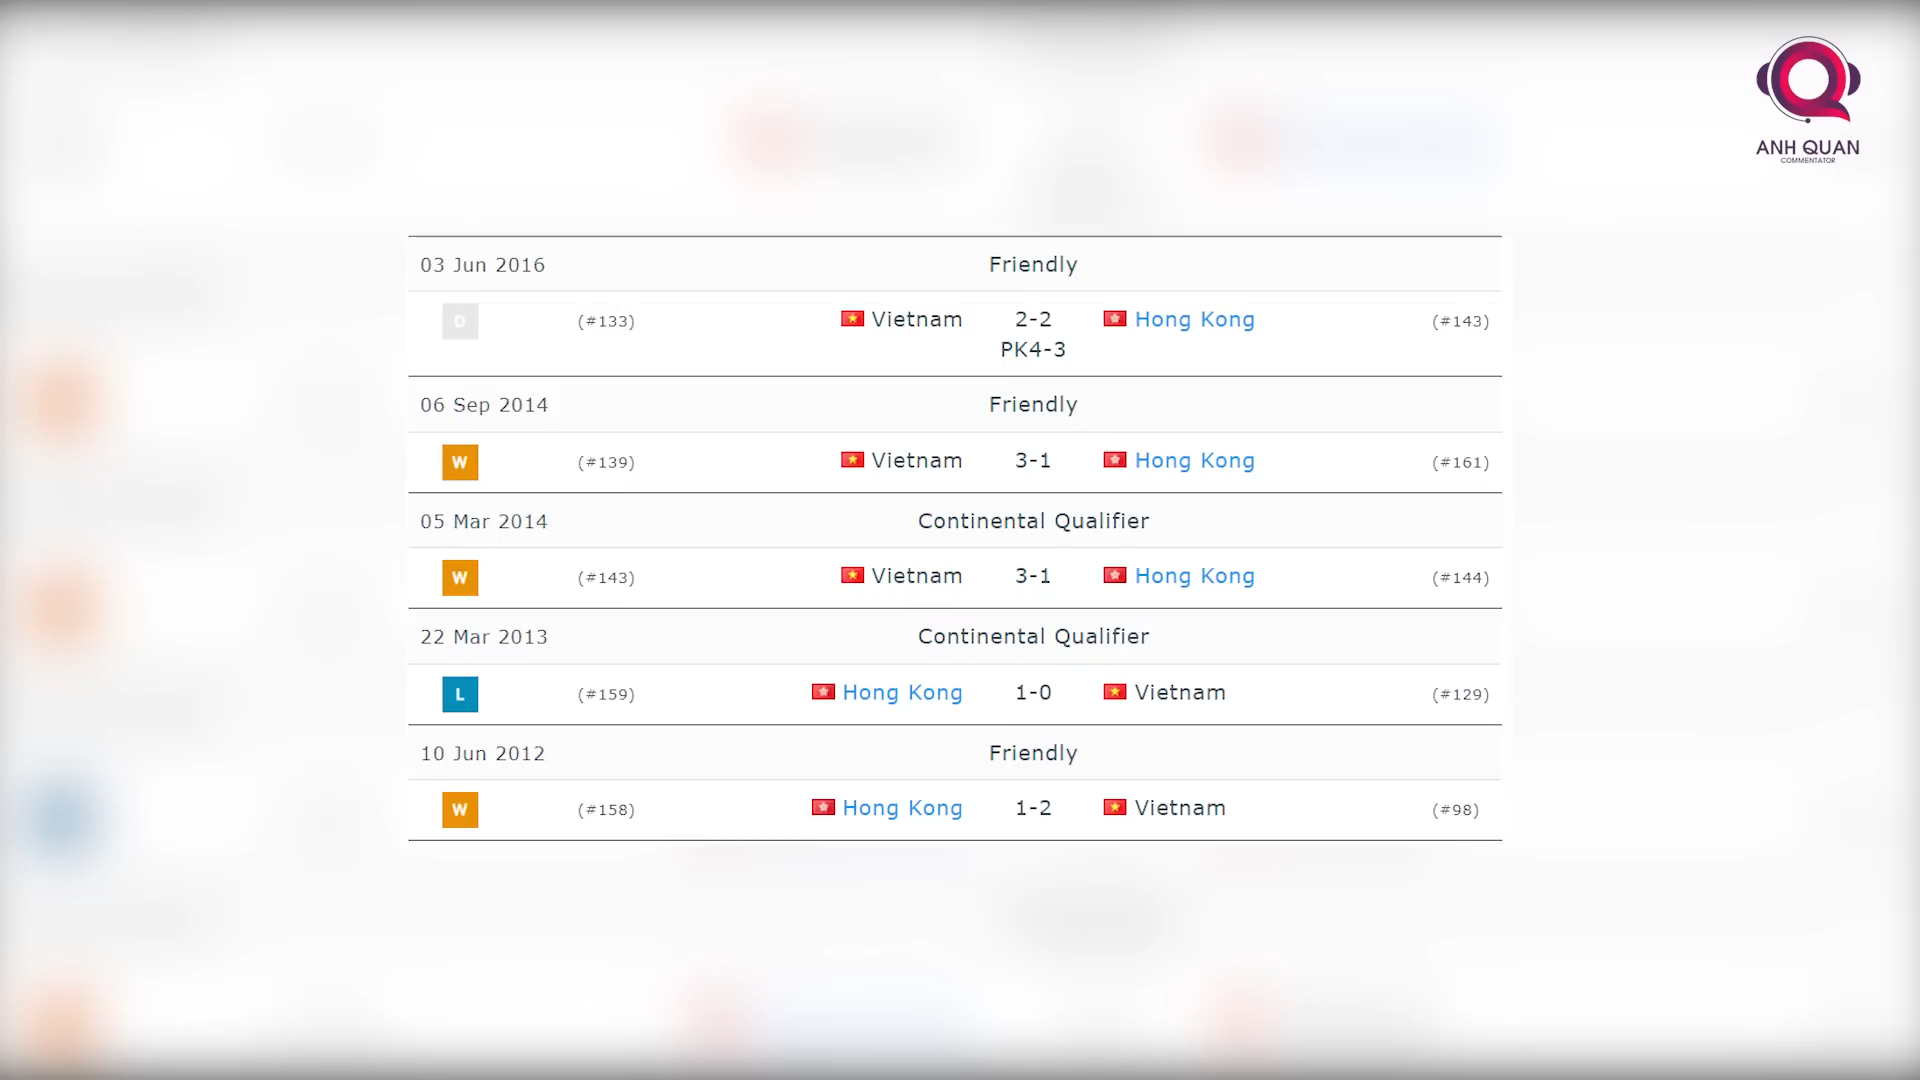 ANH QUAN
COMMENTATOR
03 Jun 2016 Friendly
D (#133) Vietnam 2-2 Hong Kong (#143)
PK4-3
06 Sep 2014 Friendly
W (#139) Vietnam 3-1 Hong Kong (#161)
05 Mar 2014 Continental Qualifier
W (#143) Vietnam 3-1 Hong Kong (#144)
22 Mar 2013 Continental Qualifier
L (#159) Hong Kong 1-0 Vietnam (#129)
10 Jun 2012 Friendly
W (#158) Hong Kong 1-2 Vietnam (#98)